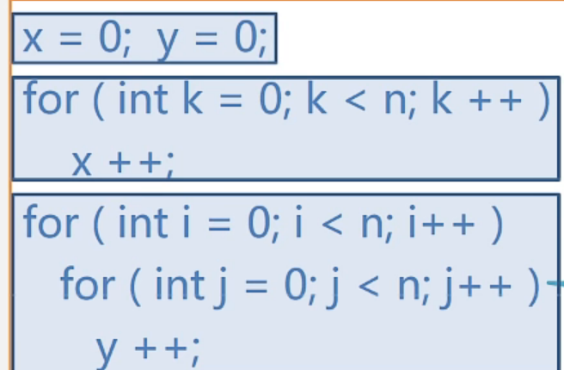 x = 0; y = 0;
for ( int k = 0; k < n; k ++ )
x ++;
for ( int i = 0; i < n; i++ )
for ( int j = 0; j < n; j++ )
y ++;